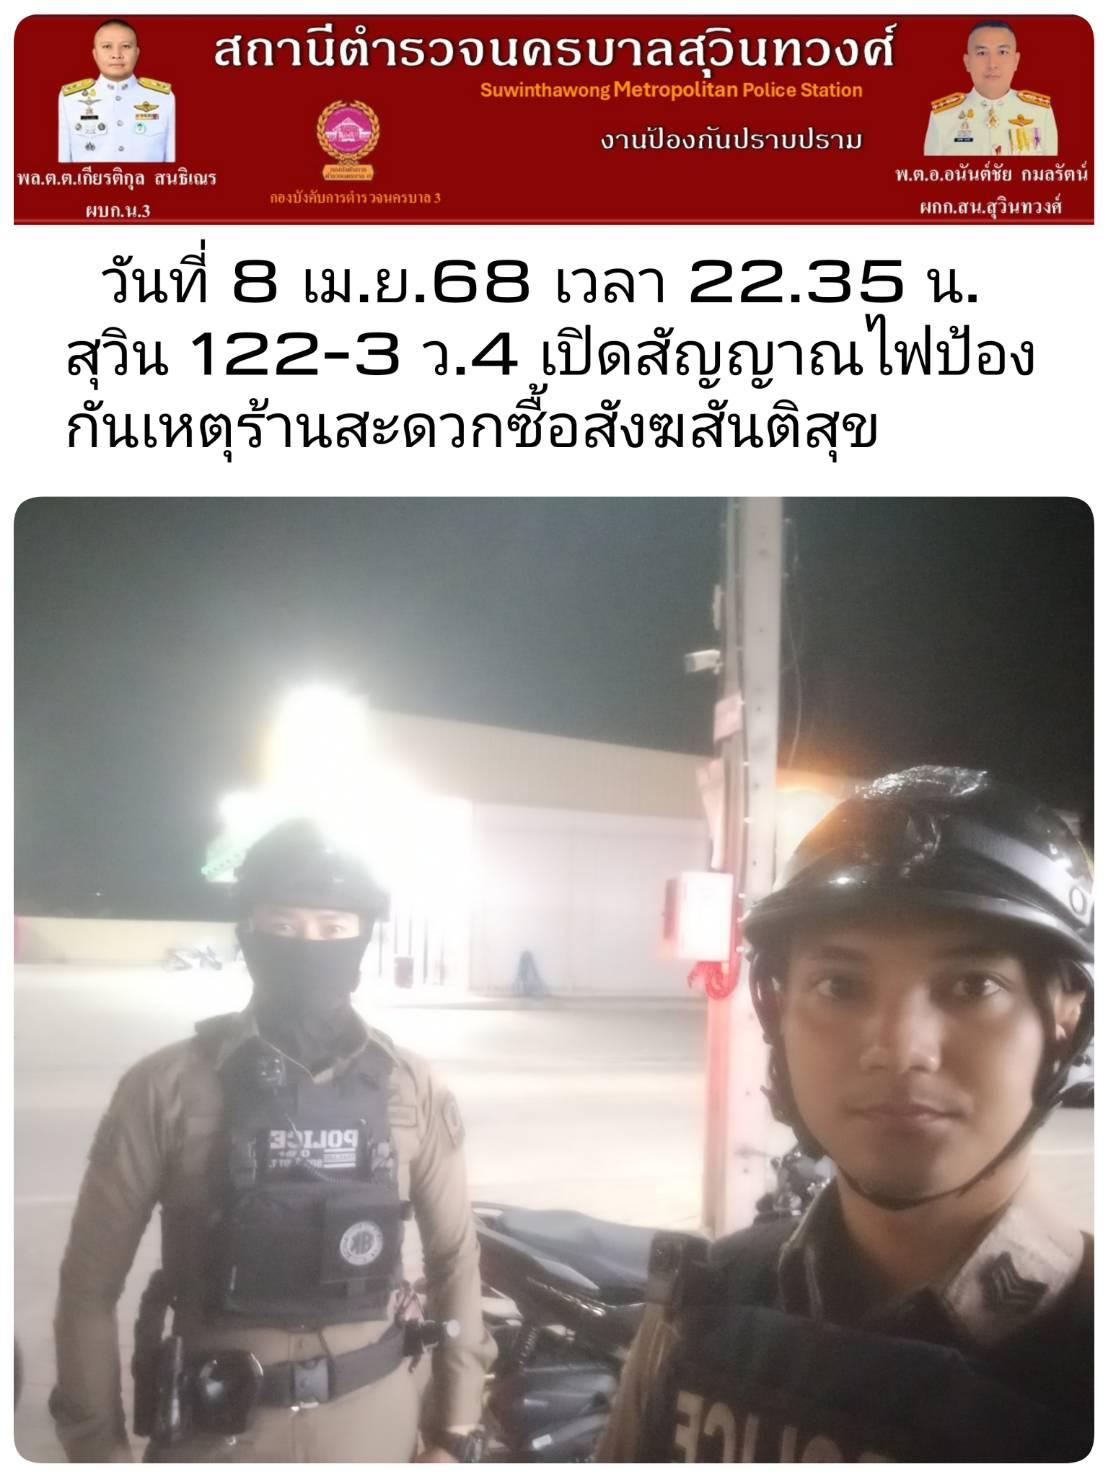 สถานีตำรวจนครบาลสุวินทวงศ์
Suwinthawong Metropolitan Police Station
งานป้องกันปราบปราม
พล.ต.ต.เกียรติกุล สนธิเณร
ผบก.น.3
กองบังคับการตำรวจนครบาล 3
พ.ต.อ.อนันต์ชัย กมลรัตน์
ผกก.สน.สุวินทวงศ์
วันที่ 8 เม.ย.68 เวลา 22.35 น.
สุวิน 122-3 ว.4 เปิดสัญญาณไฟป้อง
กันเหตุร้านสะดวกซื้อสังฆสันติสุข
POLICE
POLICE